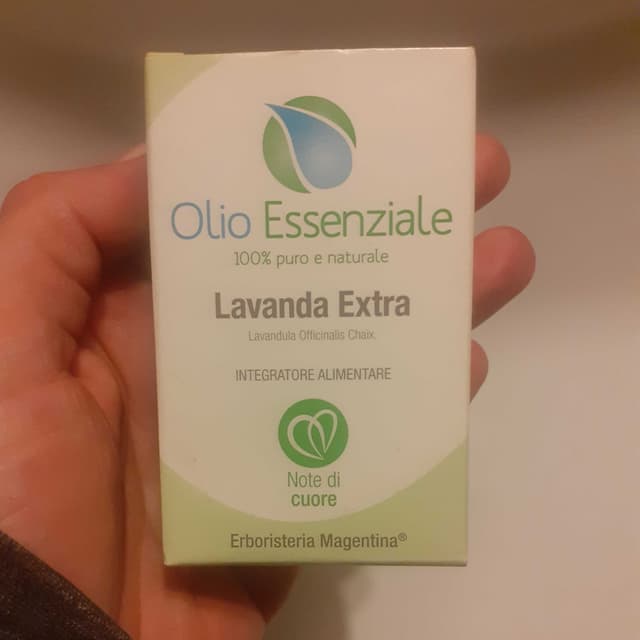 Olio Essenziale
100% puro e naturale
Lavanda Extra
Lavandula Officinalis Chaix.
INTEGRATORE ALIMENTARE
Note di
cuore
Erboristeria Magentina®